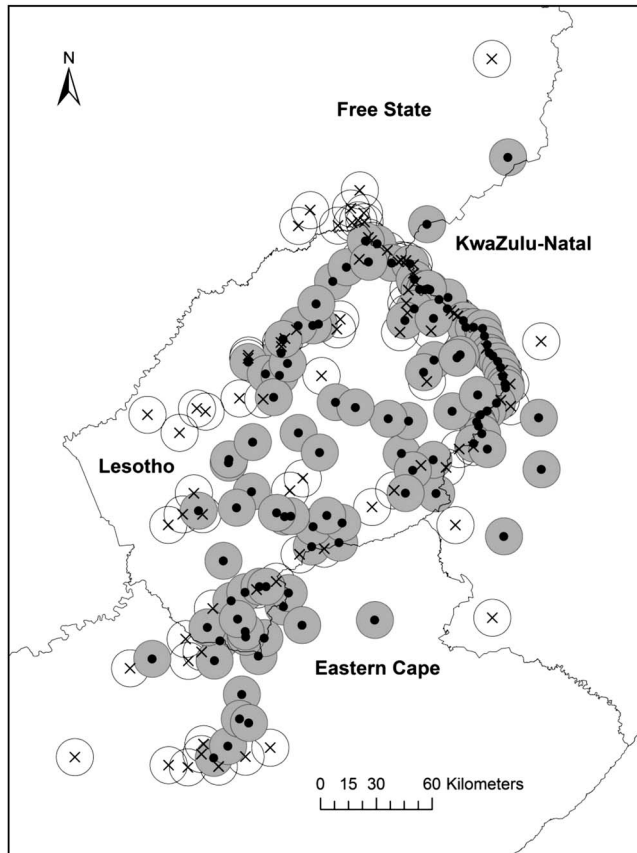 N
Free State
KwaZulu-Natal
Lesotho
Eastern Cape
0 15 30 60 Kilometers